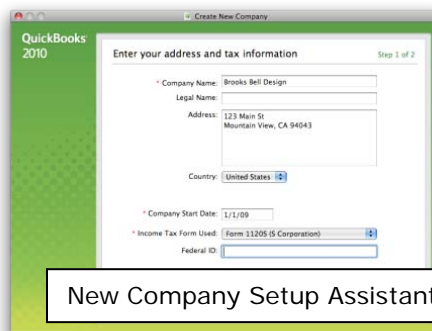 Create New Company
QuickBooks
2010
Enter your address and tax information
Step 1 of 2
* Company Name: Brooks Bell Design
Legal Name:
Address: 123 Main St
Mountain View, CA 94043
Country: United States
* Company Start Date: 1/1/09
* Income Tax Form Used: Form 1120S (S Corporation)
Federal ID:
New Company Setup Assistant